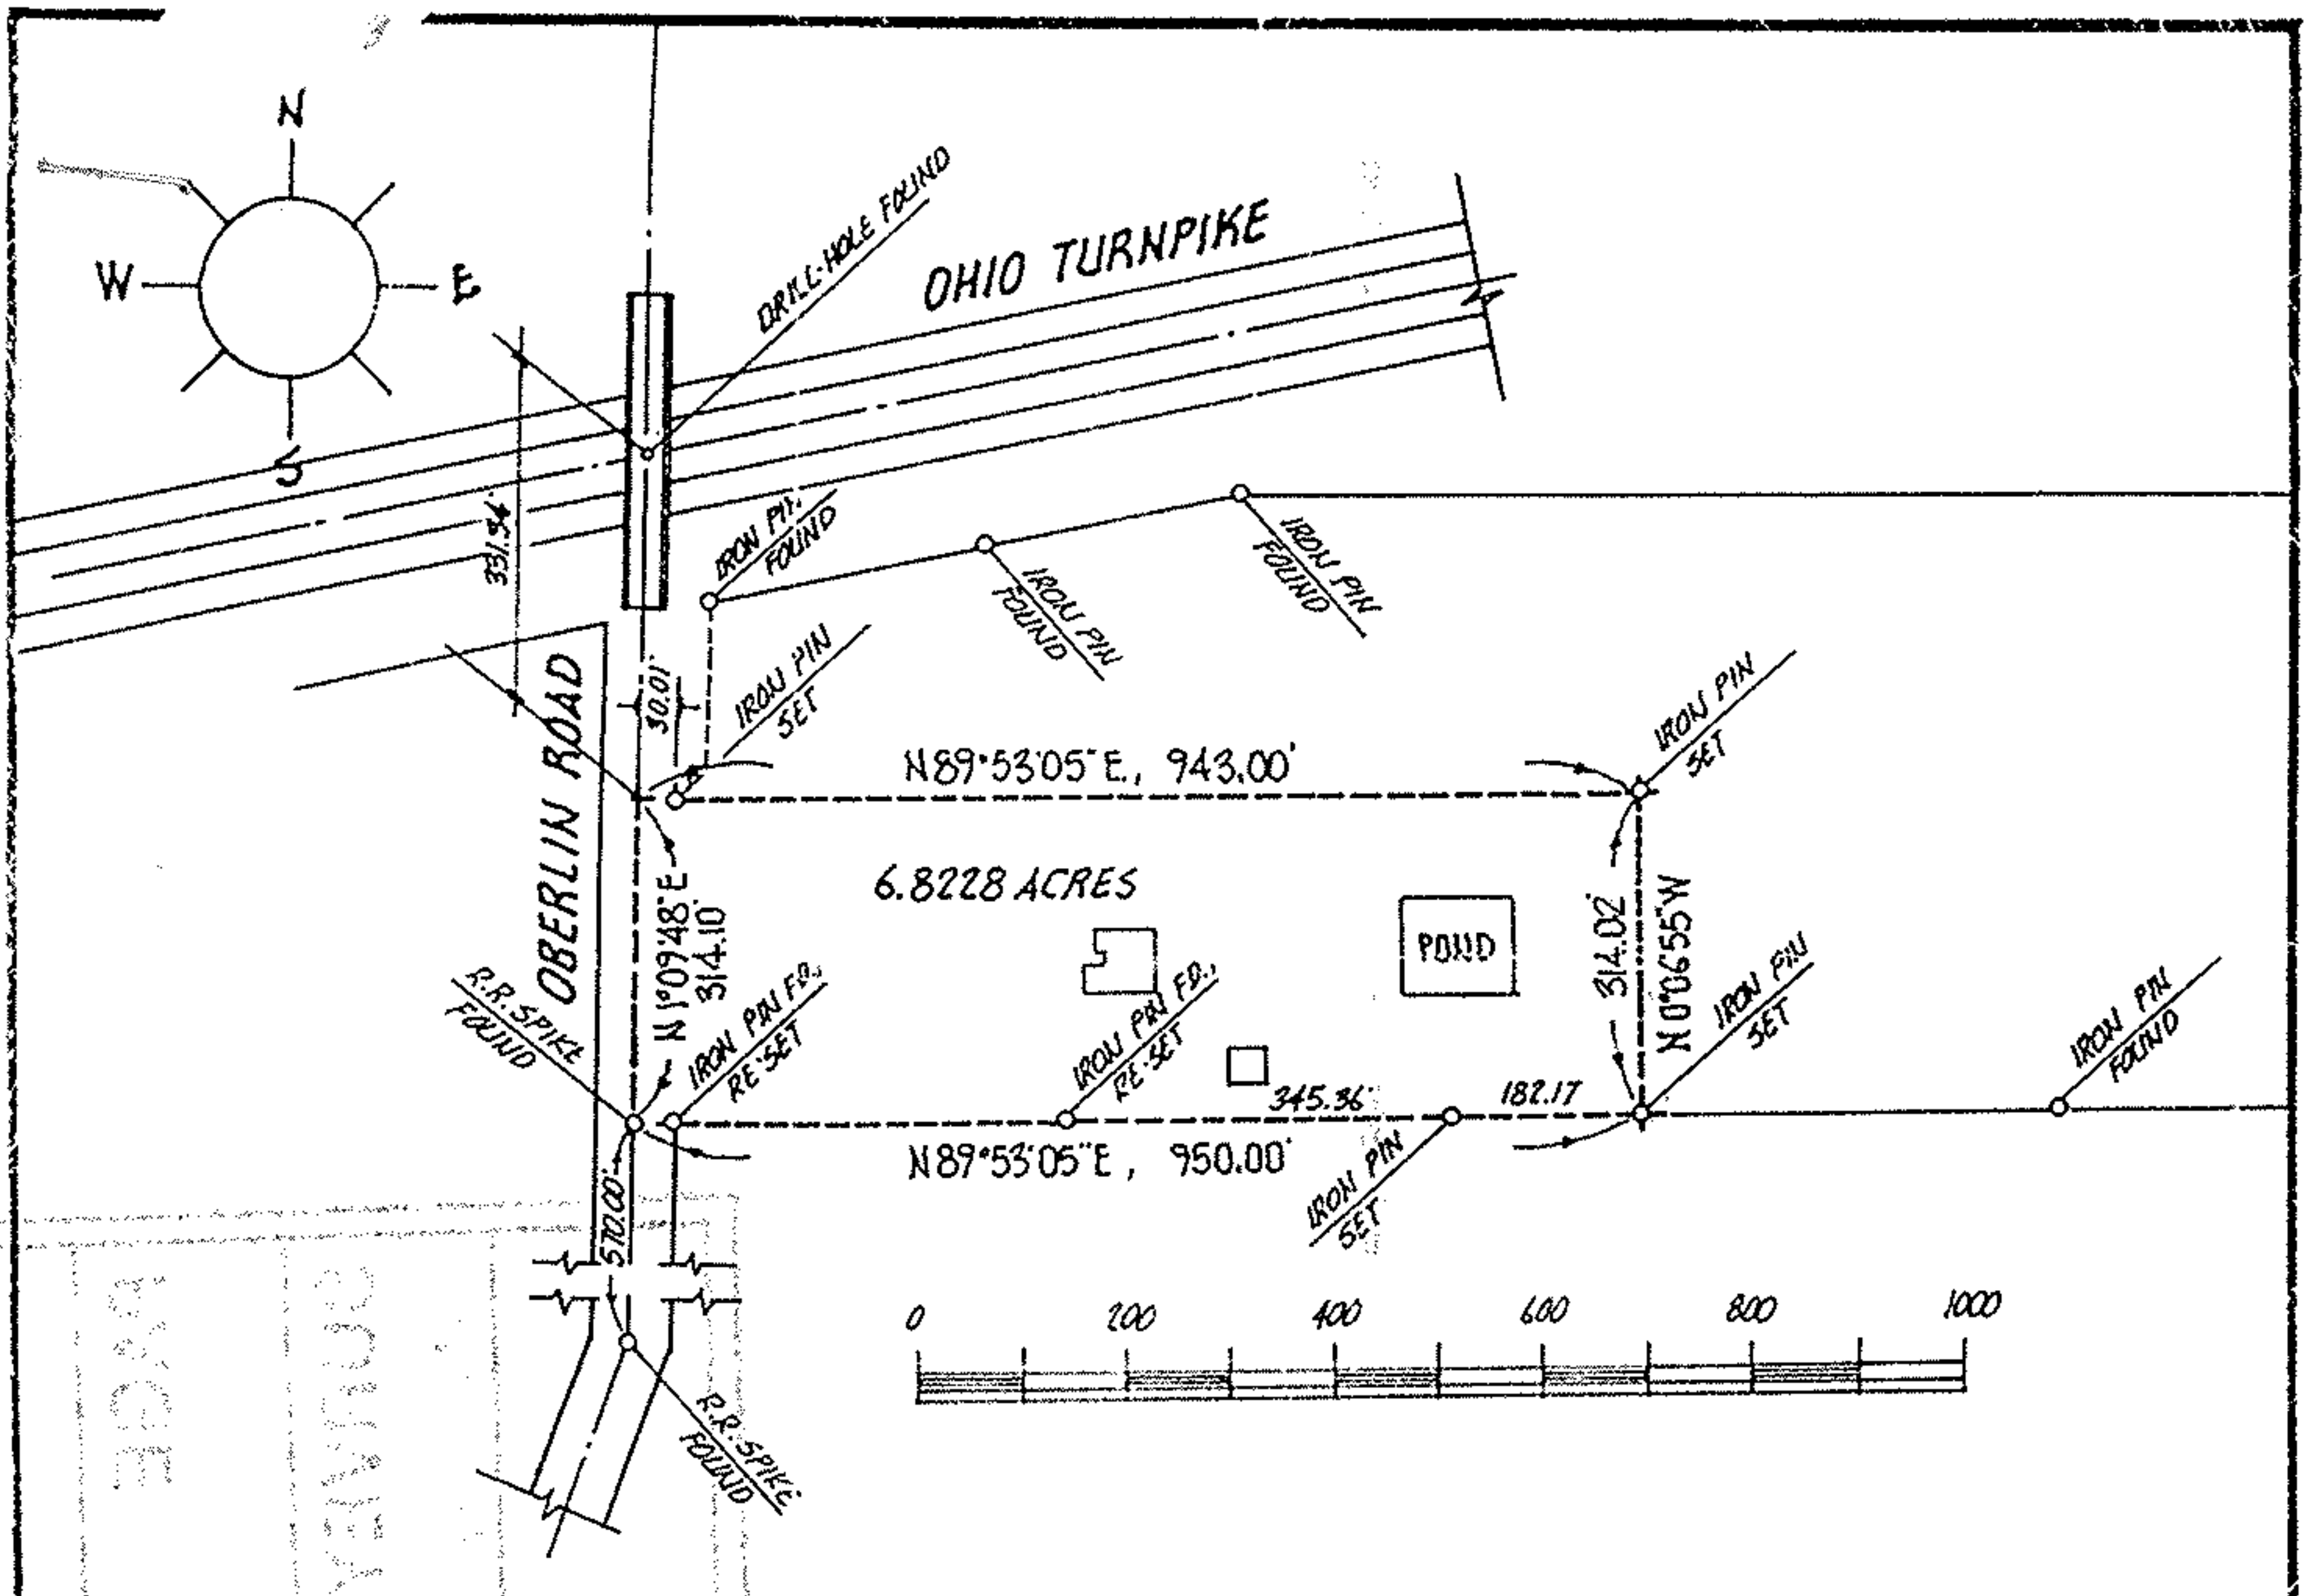 N
W
E
S
DRILL-HOLE FOUND
OHIO TURNPIKE
IRON PIN
FOUND
IRON PIN
FOUND
IRON PIN
FOUND
OBERLIN ROAD
30.01'
IRON PIN
SET
IRON PIN
SET
N89°53'05"E., 943.00'
6.8228 ACRES
N1°09'48"E
314.10'
POND
314.02'
N0°06'55"W
R.R. SPIKE
FOUND
IRON PIN FD.,
RE-SET
IRON PIN FD.,
RE-SET
IRON PIN
SET
IRON PIN
FOUND
345.36'
182.17
N89°53'05"E, 950.00'
IRON PIN
SET
570.00'
0 200 400 600 800 1000
R.R. SPIKE
FOUND